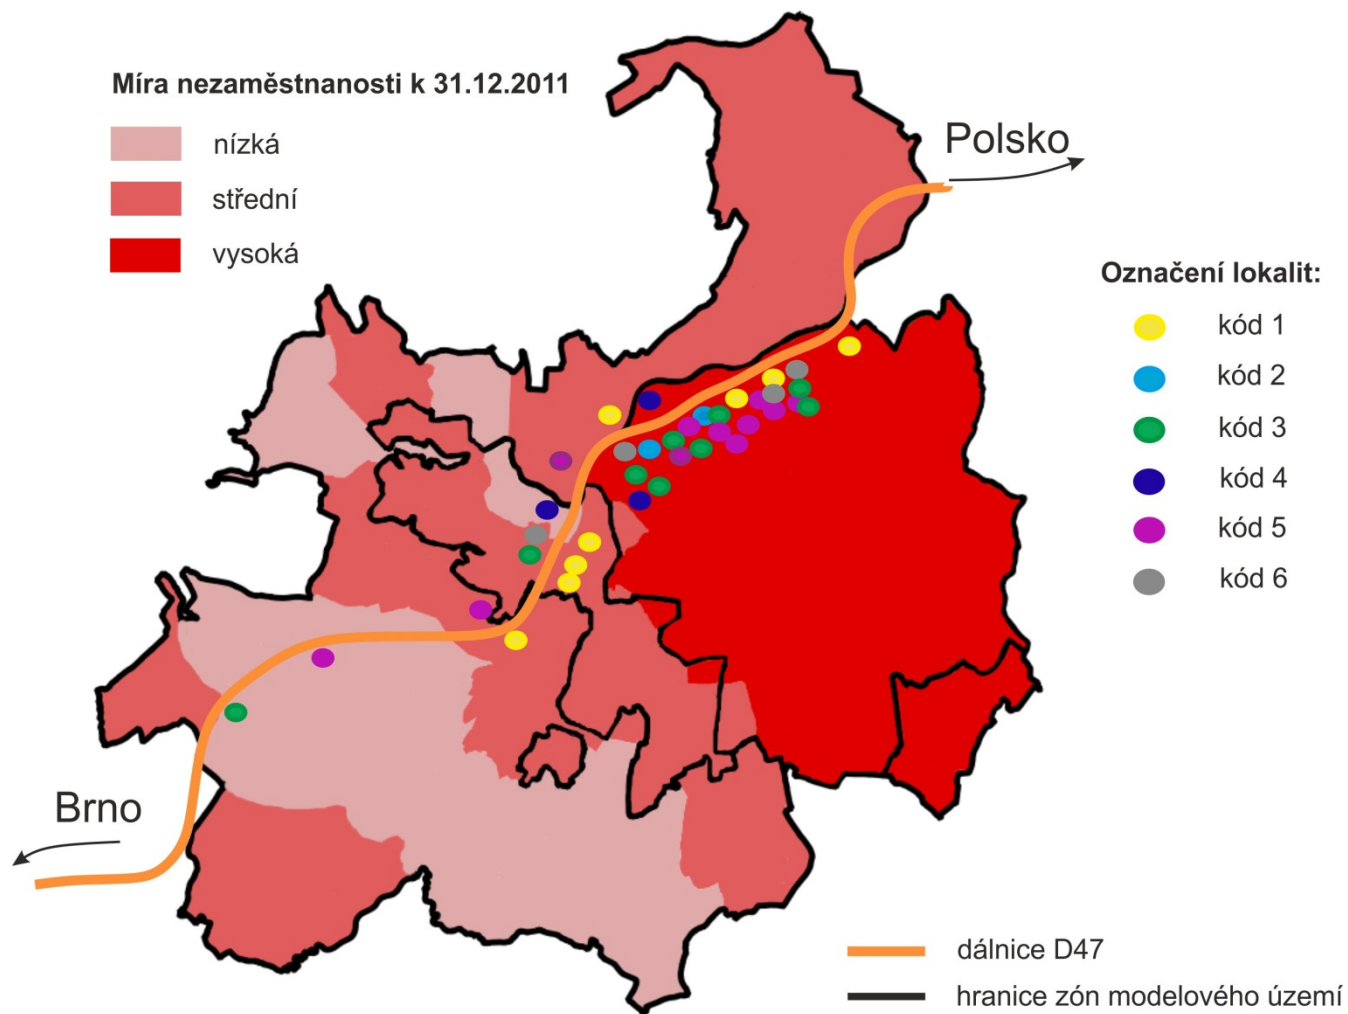 Míra nezaměstnanosti k 31.12.2011
nízká
střední
vysoká
Polsko
Označení lokalit:
kód 1
kód 2
kód 3
kód 4
kód 5
kód 6
Brno
dálnice D47
hranice zón modelového území